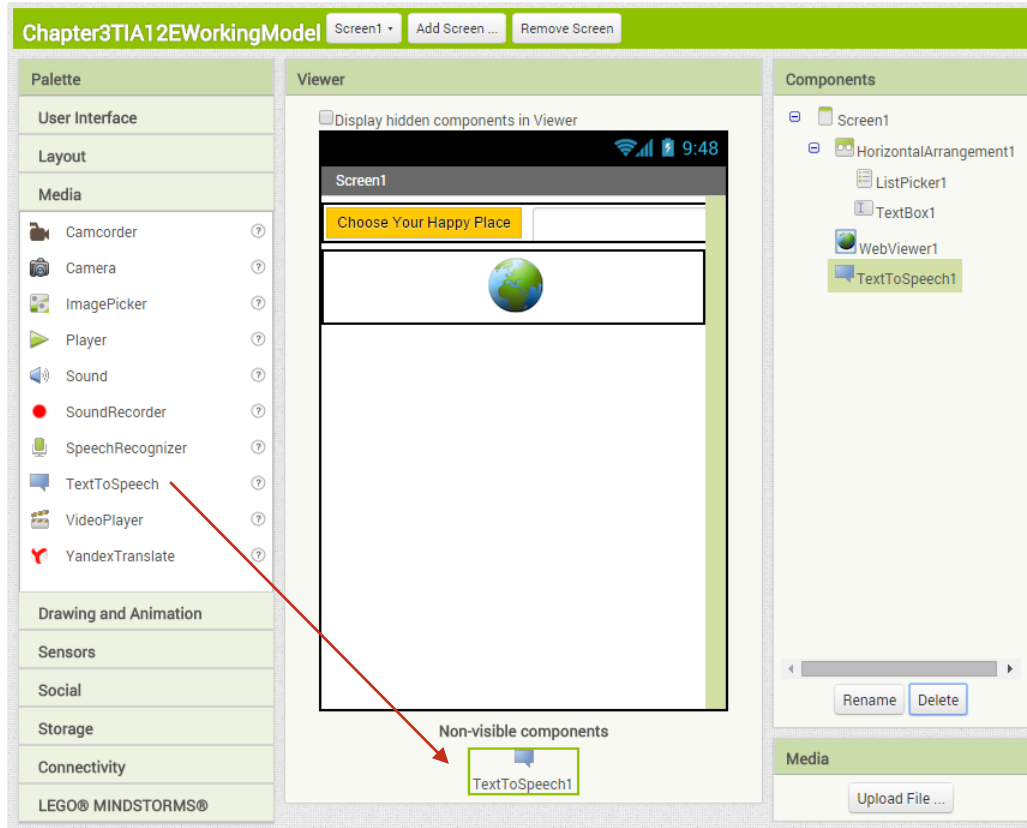 Chapter3TIA12EWorkingModel
Screen1
Add Screen ...
Remove Screen
Palette
User Interface
Layout
Media
Camcorder
Camera
ImagePicker
Player
Sound
SoundRecorder
SpeechRecognizer
TextToSpeech
VideoPlayer
YandexTranslate
Drawing and Animation
Sensors
Social
Storage
Connectivity
LEGO® MINDSTORMS®
Viewer
Display hidden components in Viewer
9:48
Screen1
Choose Your Happy Place
Non-visible components
TextToSpeech1
Components
Screen1
HorizontalArrangement1
ListPicker1
TextBox1
WebViewer1
TextToSpeech1
Rename Delete
Media
Upload File ...